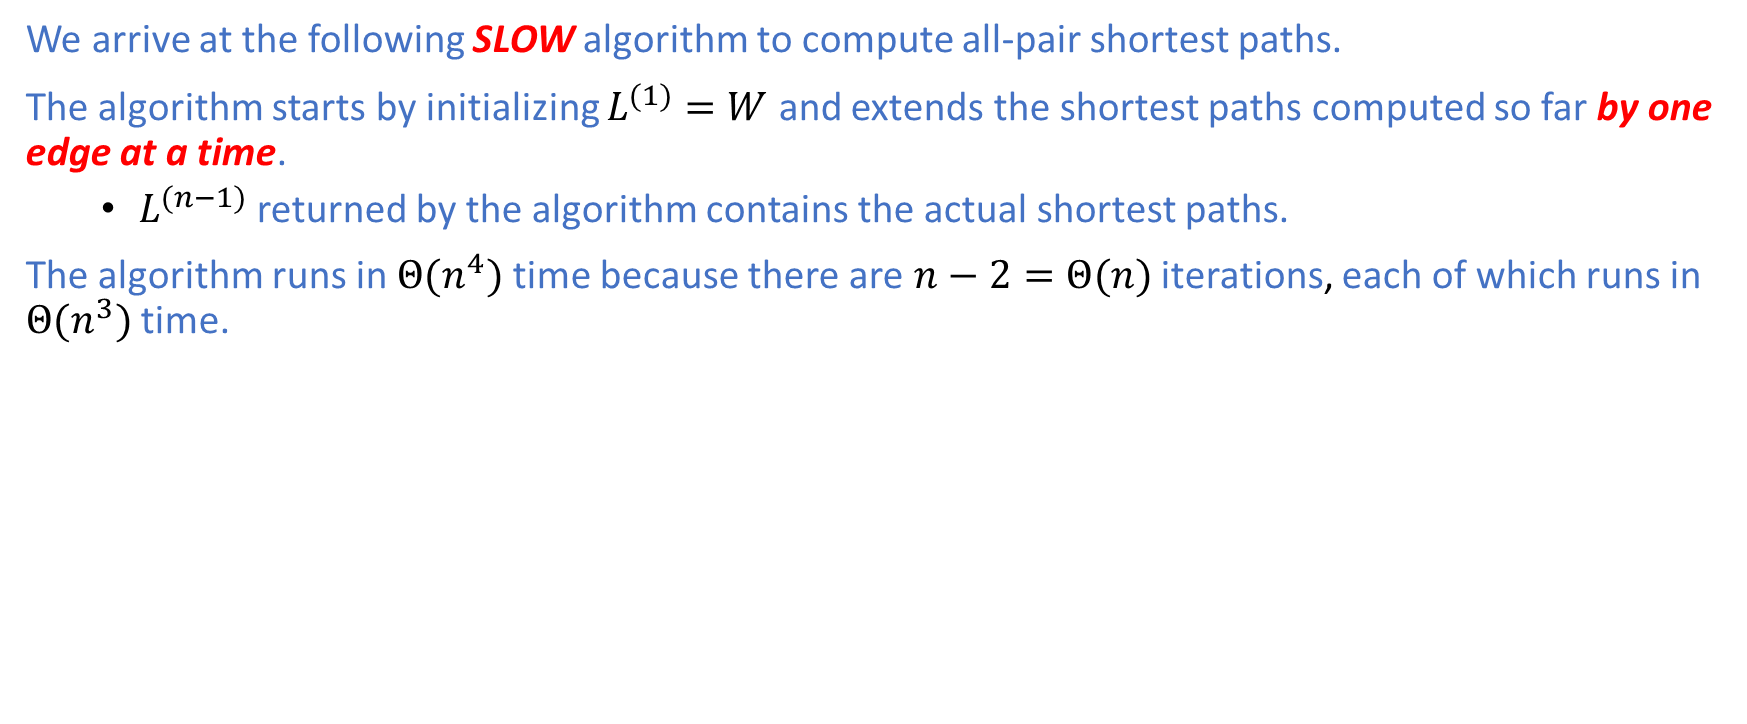 We arrive at the following SLOW algorithm to compute all-pair shortest paths.
The algorithm starts by initializing L^(1) = W and extends the shortest paths computed so far by one
edge at a time.
• L^(n−1) returned by the algorithm contains the actual shortest paths.
The algorithm runs in Θ(n^4) time because there are n − 2 = Θ(n) iterations, each of which runs in
Θ(n^3) time.